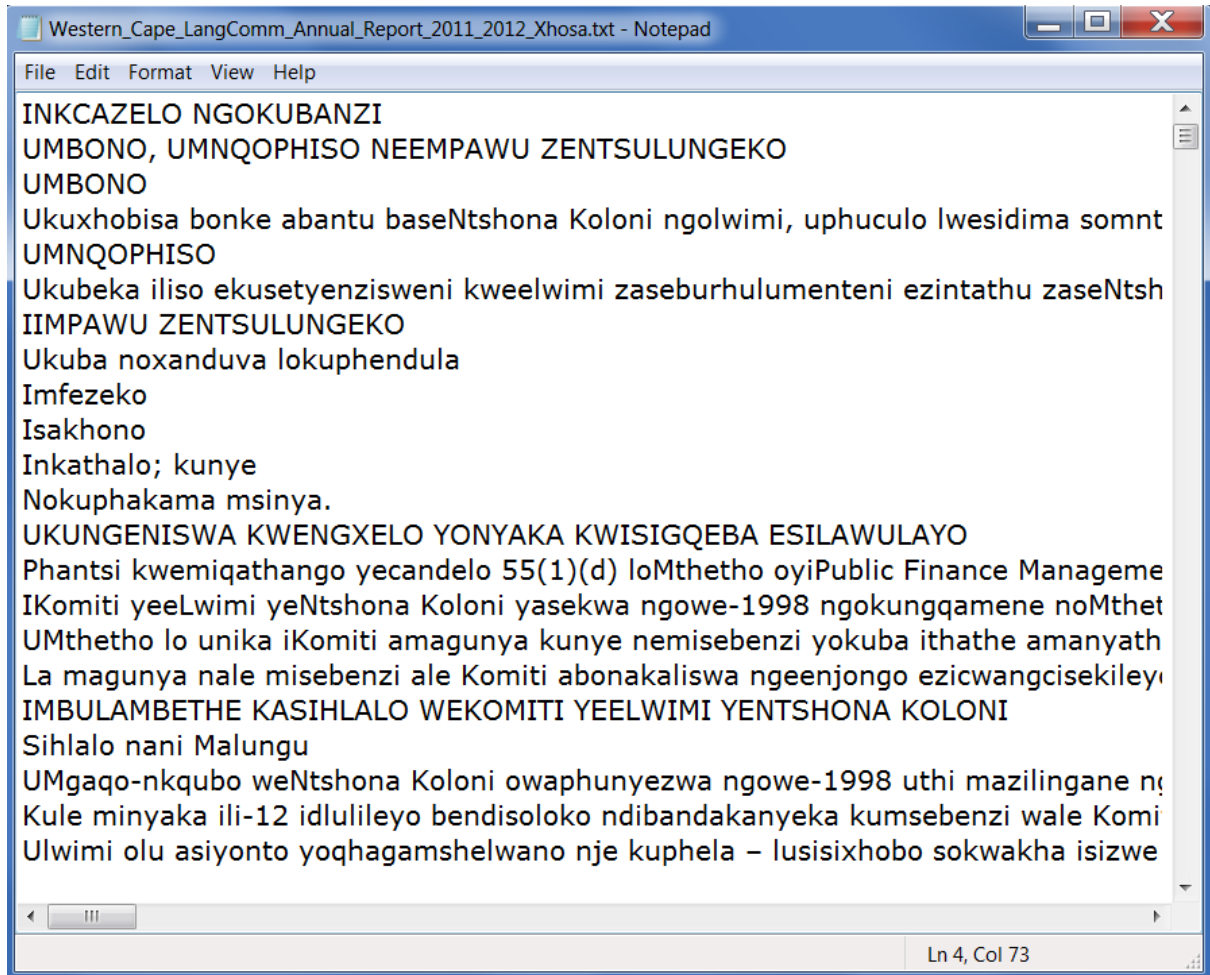 Western_Cape_LangComm_Annual_Report_2011_2012_Xhosa.txt - Notepad
File Edit Format View Help
INKCAZELO NGOKUBANZI
UMBONO, UMNQOPHISO NEEMPAWU ZENTSULUNGEKO
UMBONO
Ukuxhobisa bonke abantu baseNtshona Koloni ngolwimi, uphuculo lwesidima somnt
UMNQOPHISO
Ukubeka iliso ekusetyenzisweni kweelwimi zaseburhulumenteni ezintathu zaseNtsh
IIMPAWU ZENTSULUNGEKO
Ukuba noxanduva lokuphendula
Imfezeko
Isakhono
Inkathalo; kunye
Nokuphakama msinya.
UKUNGENISWA KWENGXELO YONYAKA KWISIGQEBA ESILAWULAYO
Phantsi kwemiqathango yecandelo 55(1)(d) loMthetho oyiPublic Finance Manageme
IKomiti yeeLwimi yeNtshona Koloni yasekwa ngowe-1998 ngokungqamene noMthet
UMthetho lo unika iKomiti amagunya kunye nemisebenzi yokuba ithathe amanyath
La magunya nale misebenzi ale Komiti abonakaliswa ngeenjongo ezicwangcisekiley
IMBULAMBETHE KASIHLALO WEKOMITI YEELWIMI YENTSHONA KOLONI
Sihlalo nani Malungu
UMgaqo-nkqubo weNtshona Koloni owaphunyezwa ngowe-1998 uthi mazilingane ng
Kule minyaka ili-12 idlulileyo bendisoloko ndibandakanyeka kumsebenzi wale Komi
Ulwimi olu asiyonto yoqhagamshelwano nje kuphela – lusisixhobo sokwakha isizwe
Ln 4, Col 73